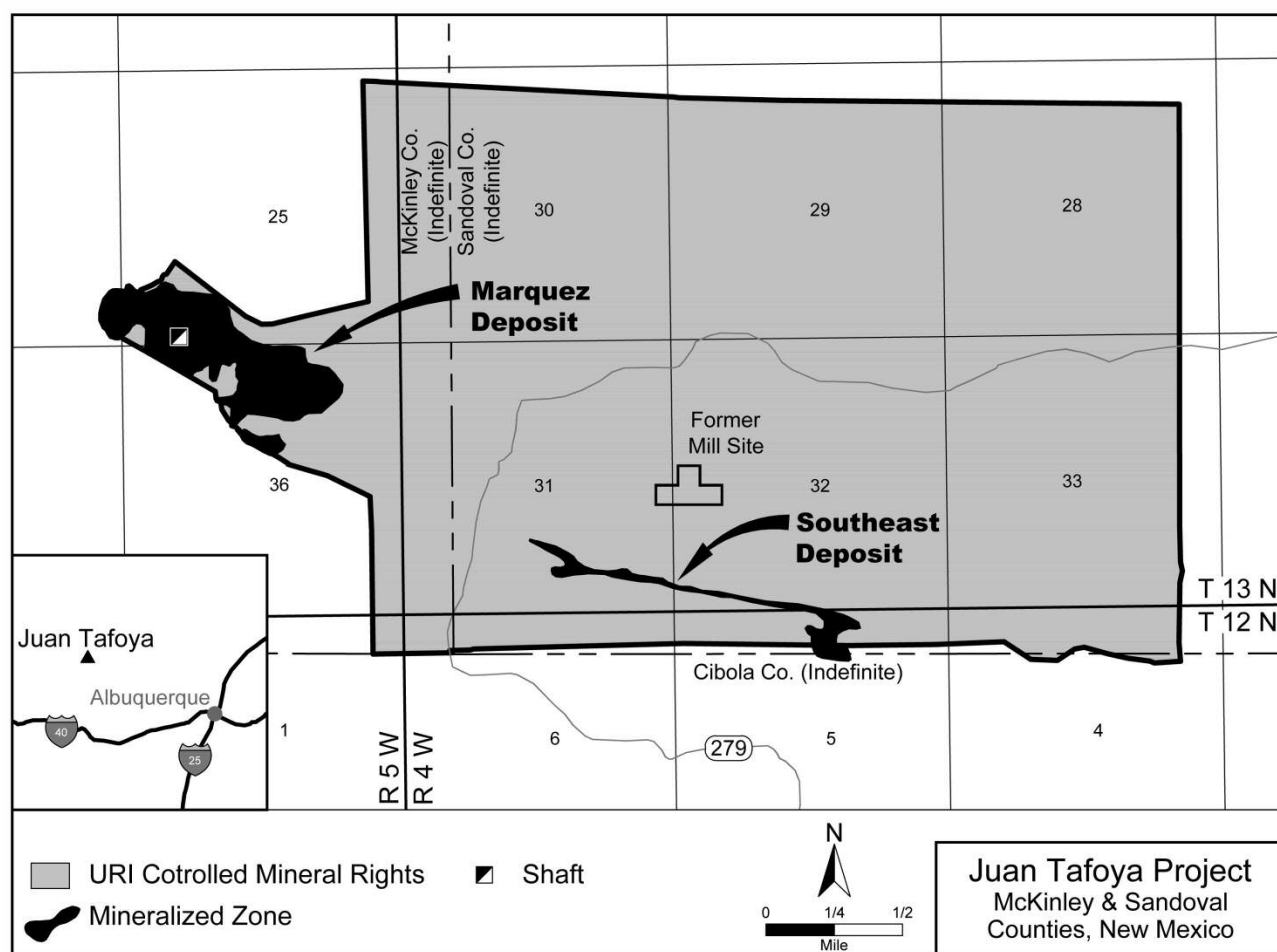 McKinley Co.
(Indefinite)
Sandoval Co.
(Indefinite)
25
30
29
28
Marquez
Deposit
Former
Mill Site
36
31
32
33
Southeast
Deposit
T 13 N
T 12 N
Cibola Co. (Indefinite)
Juan Tafoya
Albuquerque
40
25
1
R 5 W
R 4 W
6
279
5
4
URI Cotrolled Mineral Rights
Shaft
Mineralized Zone
N
0 1/4 1/2
Mile
Juan Tafoya Project
McKinley & Sandoval
Counties, New Mexico